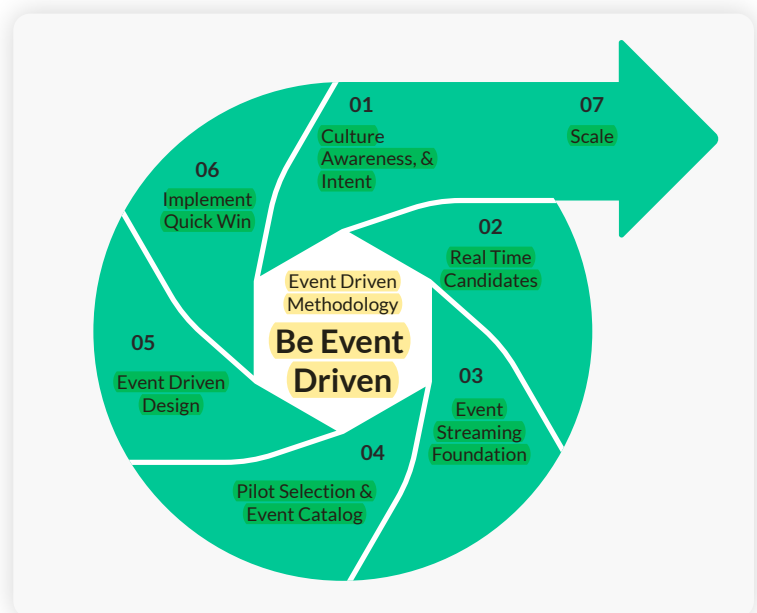 Event Driven
Methodology
Be Event
Driven
01
Culture
Awareness, &
Intent
02
Real Time
Candidates
03
Event
Streaming
Foundation
04
Pilot Selection &
Event Catalog
05
Event Driven
Design
06
Implement
Quick Win
07
Scale